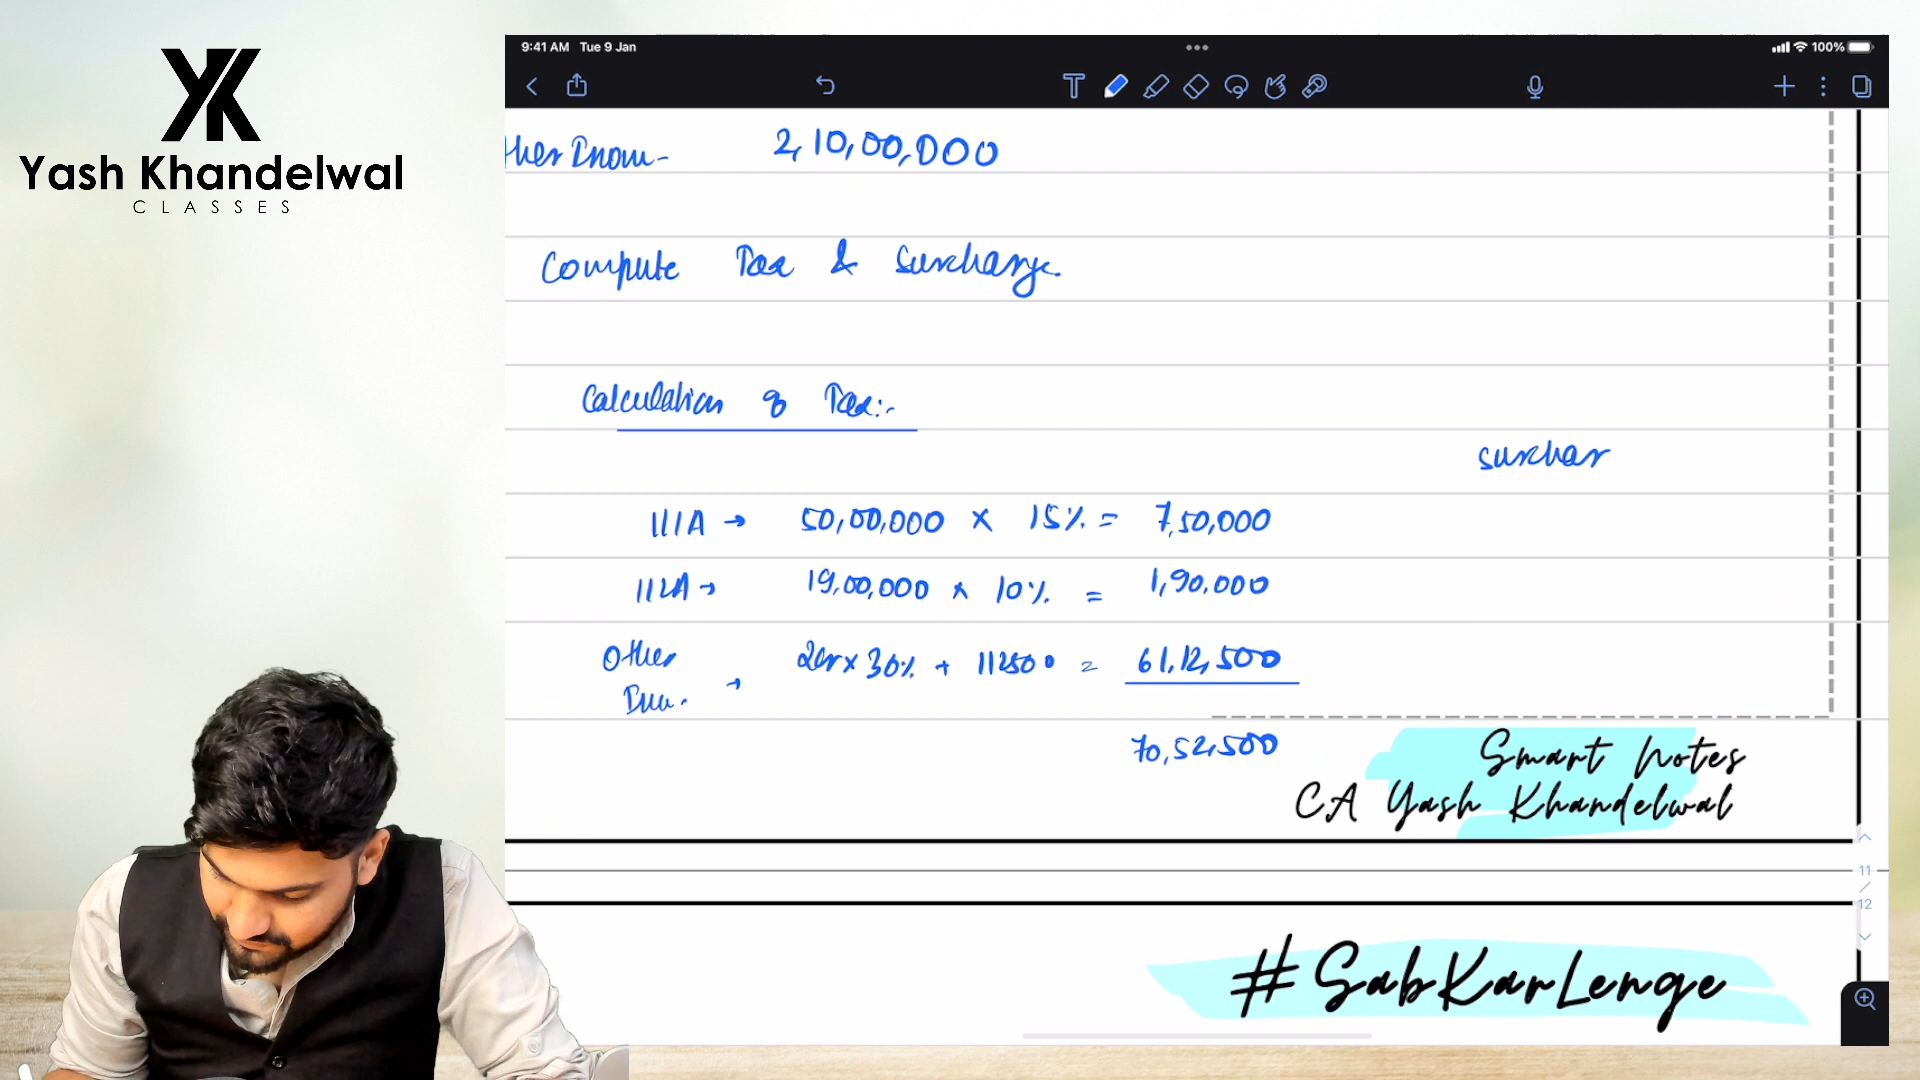 Yash Khandelwal
CLASSES
9:41 AM Tue 9 Jan
100%
ther Incom- 2,10,00,000
Compute Tax & Surcharge.
Calculation of Tax:-
surchar
111A → 50,00,000 × 15% = 7,50,000
112A → 19,00,000 × 10% = 1,90,000
Other → 2cr × 30% + 112500 = 61,12,500
Inc.
70,52,500
Smart Notes
CA Yash Khandelwal
11
/
12
#SabKarLenge